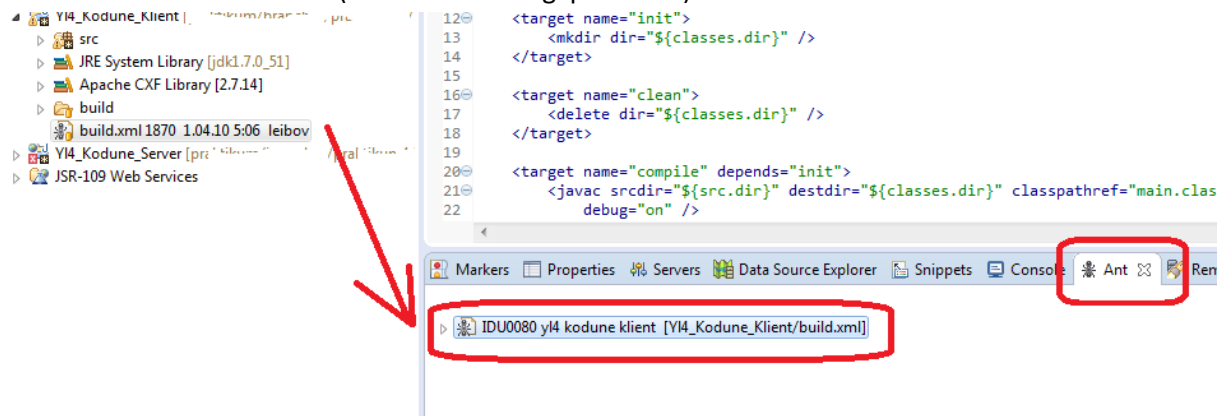 Yl4_Kodune_Klient [
src
JRE System Library [jdk1.7.0_51]
Apache CXF Library [2.7.14]
build
build.xml 1870 1.04.10 5:06 leibov
Yl4_Kodune_Server [
JSR-109 Web Services
12 <target name="init">
13 <mkdir dir="${classes.dir}" />
14 </target>
15
16 <target name="clean">
17 <delete dir="${classes.dir}" />
18 </target>
19
20 <target name="compile" depends="init">
21 <javac srcdir="${src.dir}" destdir="${classes.dir}" classpathref="main.clas
22 debug="on" />
Markers Properties Servers Data Source Explorer Snippets Console Ant Rem
IDU0080 yl4 kodune klient [Yl4_Kodune_Klient/build.xml]